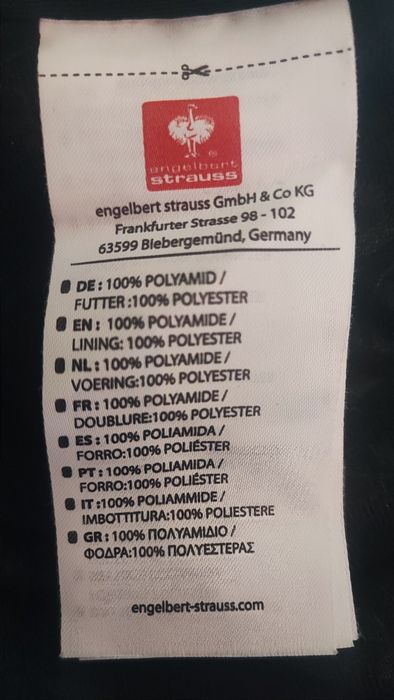 engelbert
strauss
engelbert strauss GmbH & Co KG
Frankfurter Strasse 98 - 102
63599 Biebergemünd, Germany
DE : 100% POLYAMID /
FUTTER :100% POLYESTER
EN : 100% POLYAMIDE /
LINING: 100% POLYESTER
NL : 100% POLYAMIDE /
VOERING:100% POLYESTER
FR : 100% POLYAMIDE /
DOUBLURE:100% POLYESTER
ES : 100% POLIAMIDA /
FORRO:100% POLIÉSTER
PT : 100% POLIAMIDA /
FORRO:100% POLIÉSTER
IT :100% POLIAMMIDE /
IMBOTTITURA:100% POLIESTERE
GR : 100% ΠΟΛΥΑΜΙΔΙΟ /
ΦΟΔΡΑ:100% ΠΟΛΥΕΣΤΕΡΑΣ
engelbert-strauss.com